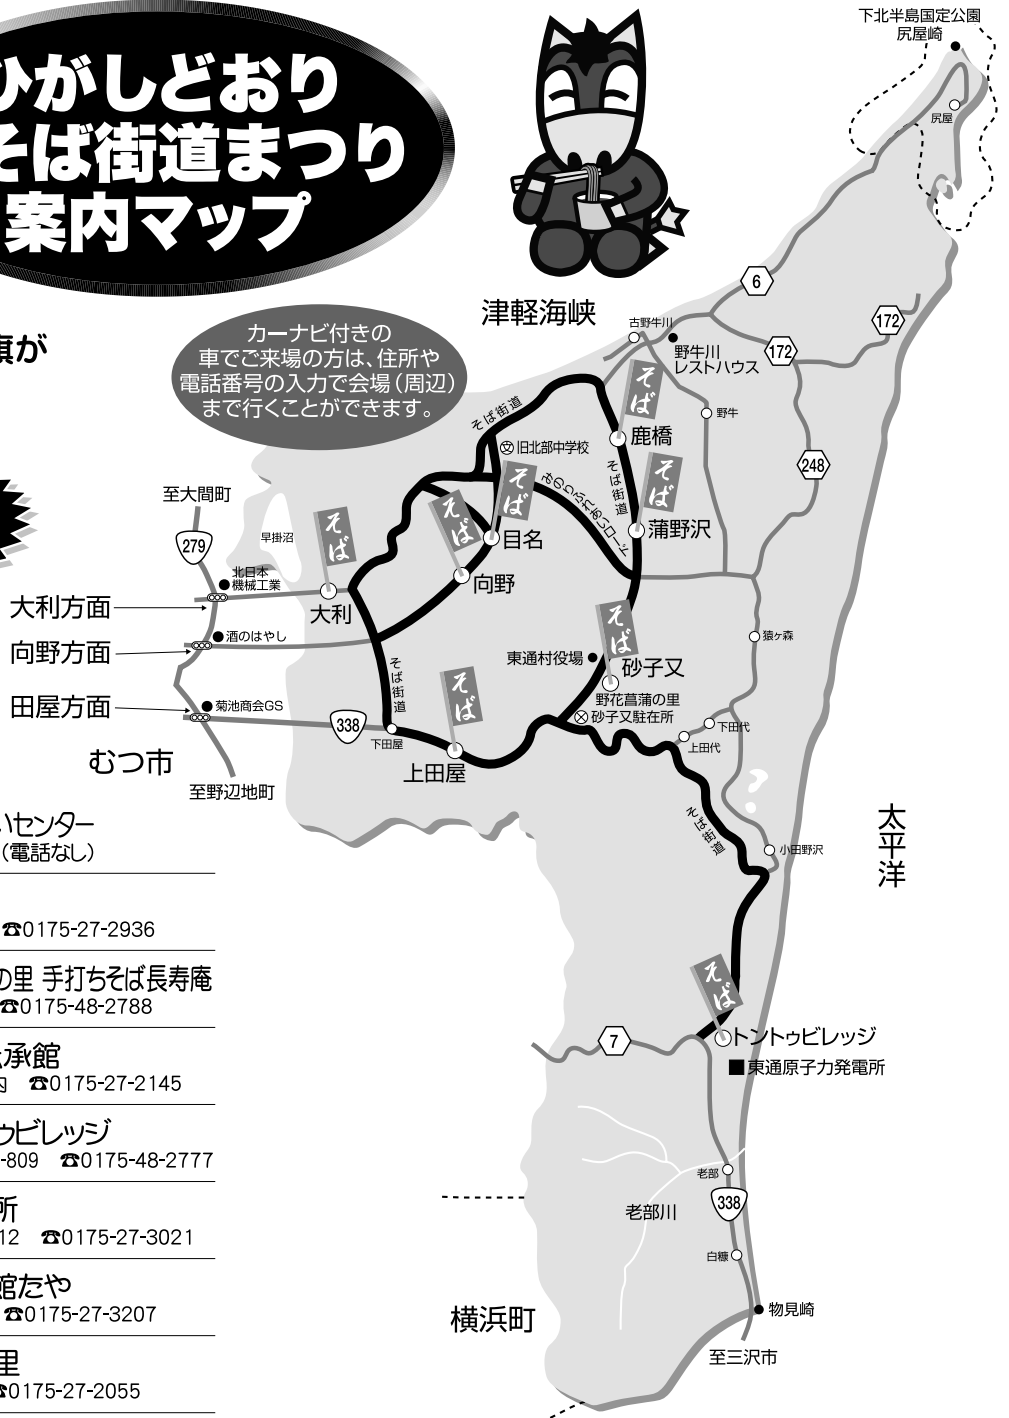 ひがしどおり
そば街道まつり
案内マップ
旗が
カーナビ付きの
車でご来場の方は、住所や
電話番号の入力で会場(周辺)
まで行くことができます。
下北半島国定公園
尻屋崎
尻屋
津軽海峡
6
172
172
古野牛川
野牛川
レストハウス
そば
野牛
鹿橋
そば街道
旧北部中学校
文
248
そば
そば街道
そば
みのりふれあいロード
蒲野沢
至大間町
279
早掛沼
そば
そば
目名
北日本
機械工業
向野
大利
大利方面
酒のはやし
向野方面
猿ヶ森
そば
東通村役場
砂子又
野花菖蒲の里
砂子又駐在所
そば街道
そば
田屋方面
菊池商会GS
338
下田屋
上田屋
下田代
上田代
むつ市
至野辺地町
そば街道
小田野沢
太平洋
いセンター
(電話なし)
☎0175-27-2936
の里 手打ちそば長寿庵
☎0175-48-2788
承館
内 ☎0175-27-2145
ゥビレッジ
-809 ☎0175-48-2777
所
12 ☎0175-27-3021
館たや
☎0175-27-3207
里
☎0175-27-2055
そば
7
トントゥビレッジ
東通原子力発電所
老部
老部川
338
白糠
横浜町
物見崎
至三沢市